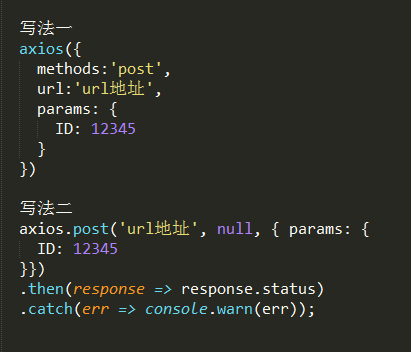 写法一
axios({
  methods:'post',
  url:'url地址',
  params: {
    ID: 12345
  }
})
写法二
axios.post('url地址', null, { params: {
  ID: 12345
}})
.then(response => response.status)
.catch(err => console.warn(err));